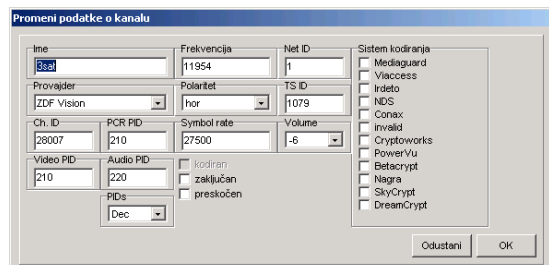 Promeni podatke o kanalu
Ime
3sat
Frekvencija
11954
Net ID
1
Provajder
ZDF Vision
Polaritet
hor
TS ID
1079
Ch. ID
28007
PCR PID
210
Symbol rate
27500
Volume
-6
Video PID
210
Audio PID
220
PIDs
Dec
kodiran
zaključan
preskočen
Sistem kodiranja
Mediaguard
Viaccess
Irdeto
NDS
Conax
invalid
Cryptoworks
PowerVu
Betacrypt
Nagra
SkyCrypt
DreamCrypt
Odustani
OK